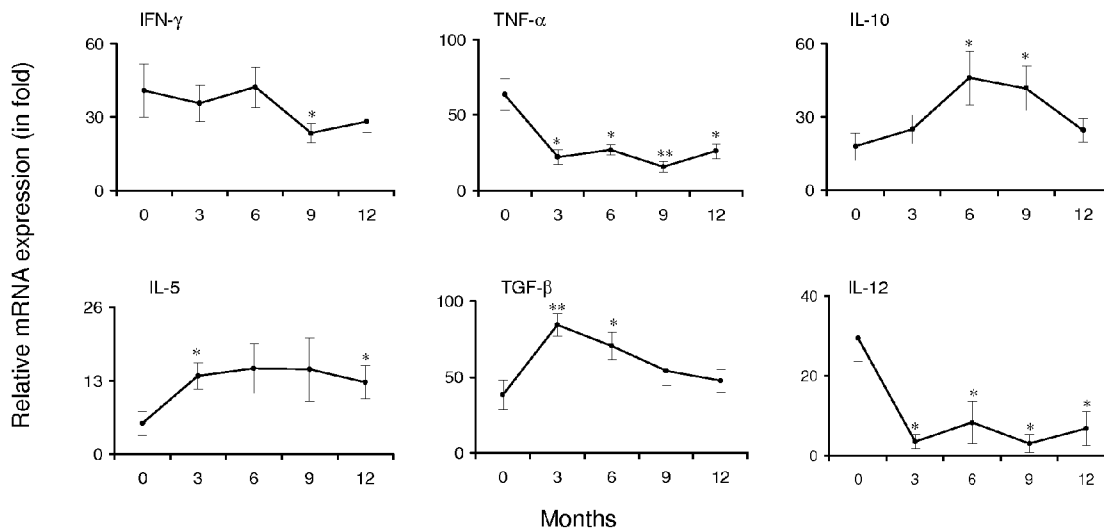 Relative mRNA expression (in fold)
IFN-γ
60
30
0
0 3 6 9 12
*
TNF-α
100
50
0
0 3 6 9 12
* * ** *
IL-10
60
30
0
0 3 6 9 12
* *
IL-5
26
13
0
0 3 6 9 12
* *
TGF-β
100
50
0
0 3 6 9 12
** *
IL-12
40
20
0
0 3 6 9 12
* * * *
Months